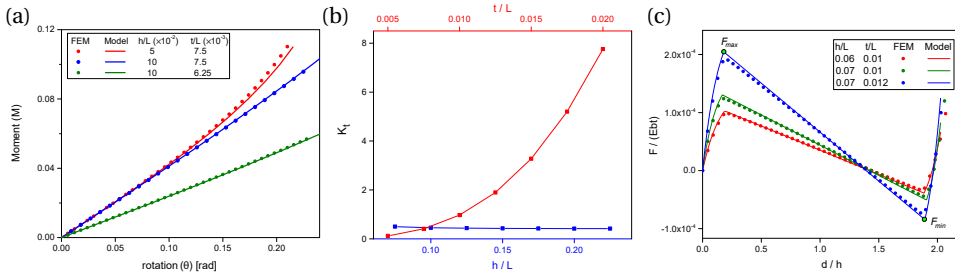 (a)
FEM Model h/L (×10⁻²) t/L (×10⁻³)
5 7.5
10 7.5
10 6.25
0.12
0.08
0.04
0.00
Moment (M)
0.00 0.05 0.10 0.15 0.20
rotation (θ) [rad]
(b)
t / L
0.005 0.010 0.015 0.020
8
6
4
2
0
K_t
0.10 0.15 0.20 0.25
h / L
(c)
h/L t/L FEM Model
0.06 0.01
0.07 0.01
0.07 0.012
F_max
F_min
2.0×10⁻⁴
1.0×10⁻⁴
0.0
-1.0×10⁻⁴
F / (Ebt)
0.0 0.5 1.0 1.5 2.0
d / h